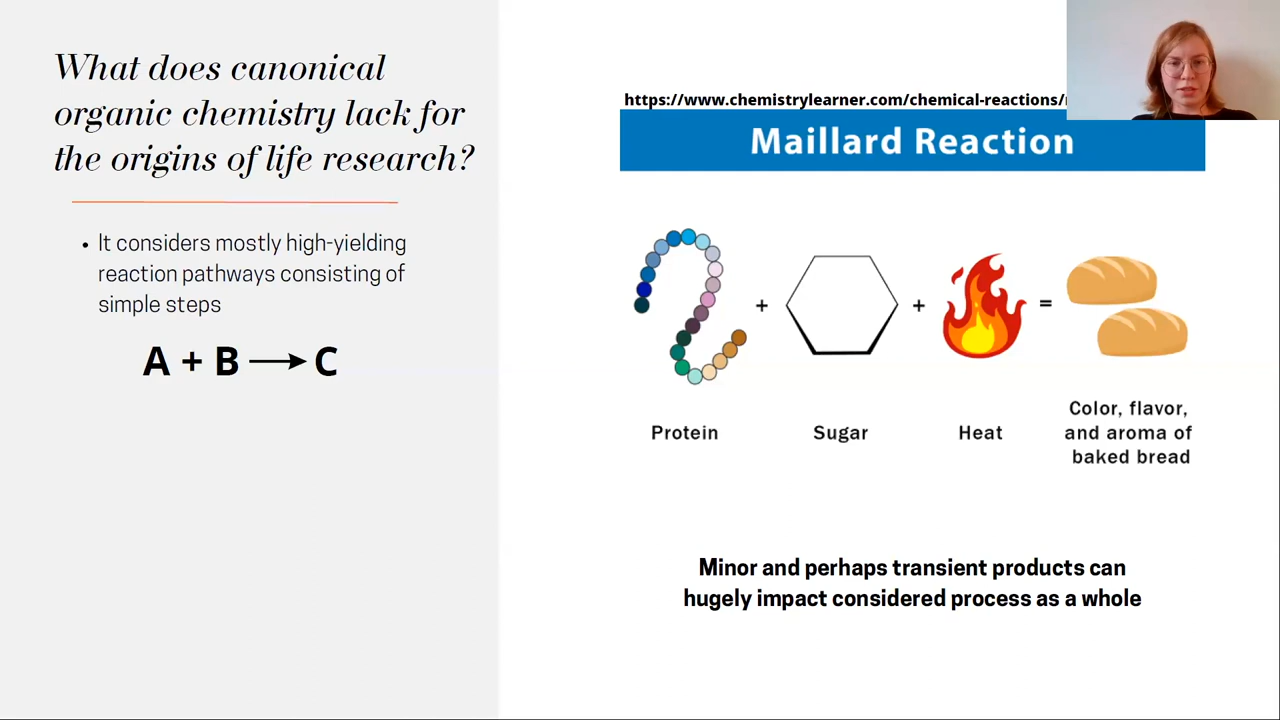 What does canonical
organic chemistry lack for
the origins of life research?
• It considers mostly high-yielding
reaction pathways consisting of
simple steps
A + B ⟶ C
https://www.chemistrylearner.com/chemical-reactions/
Maillard Reaction
+ + =
Protein
Sugar
Heat
Color, flavor,
and aroma of
baked bread
Minor and perhaps transient products can
hugely impact considered process as a whole